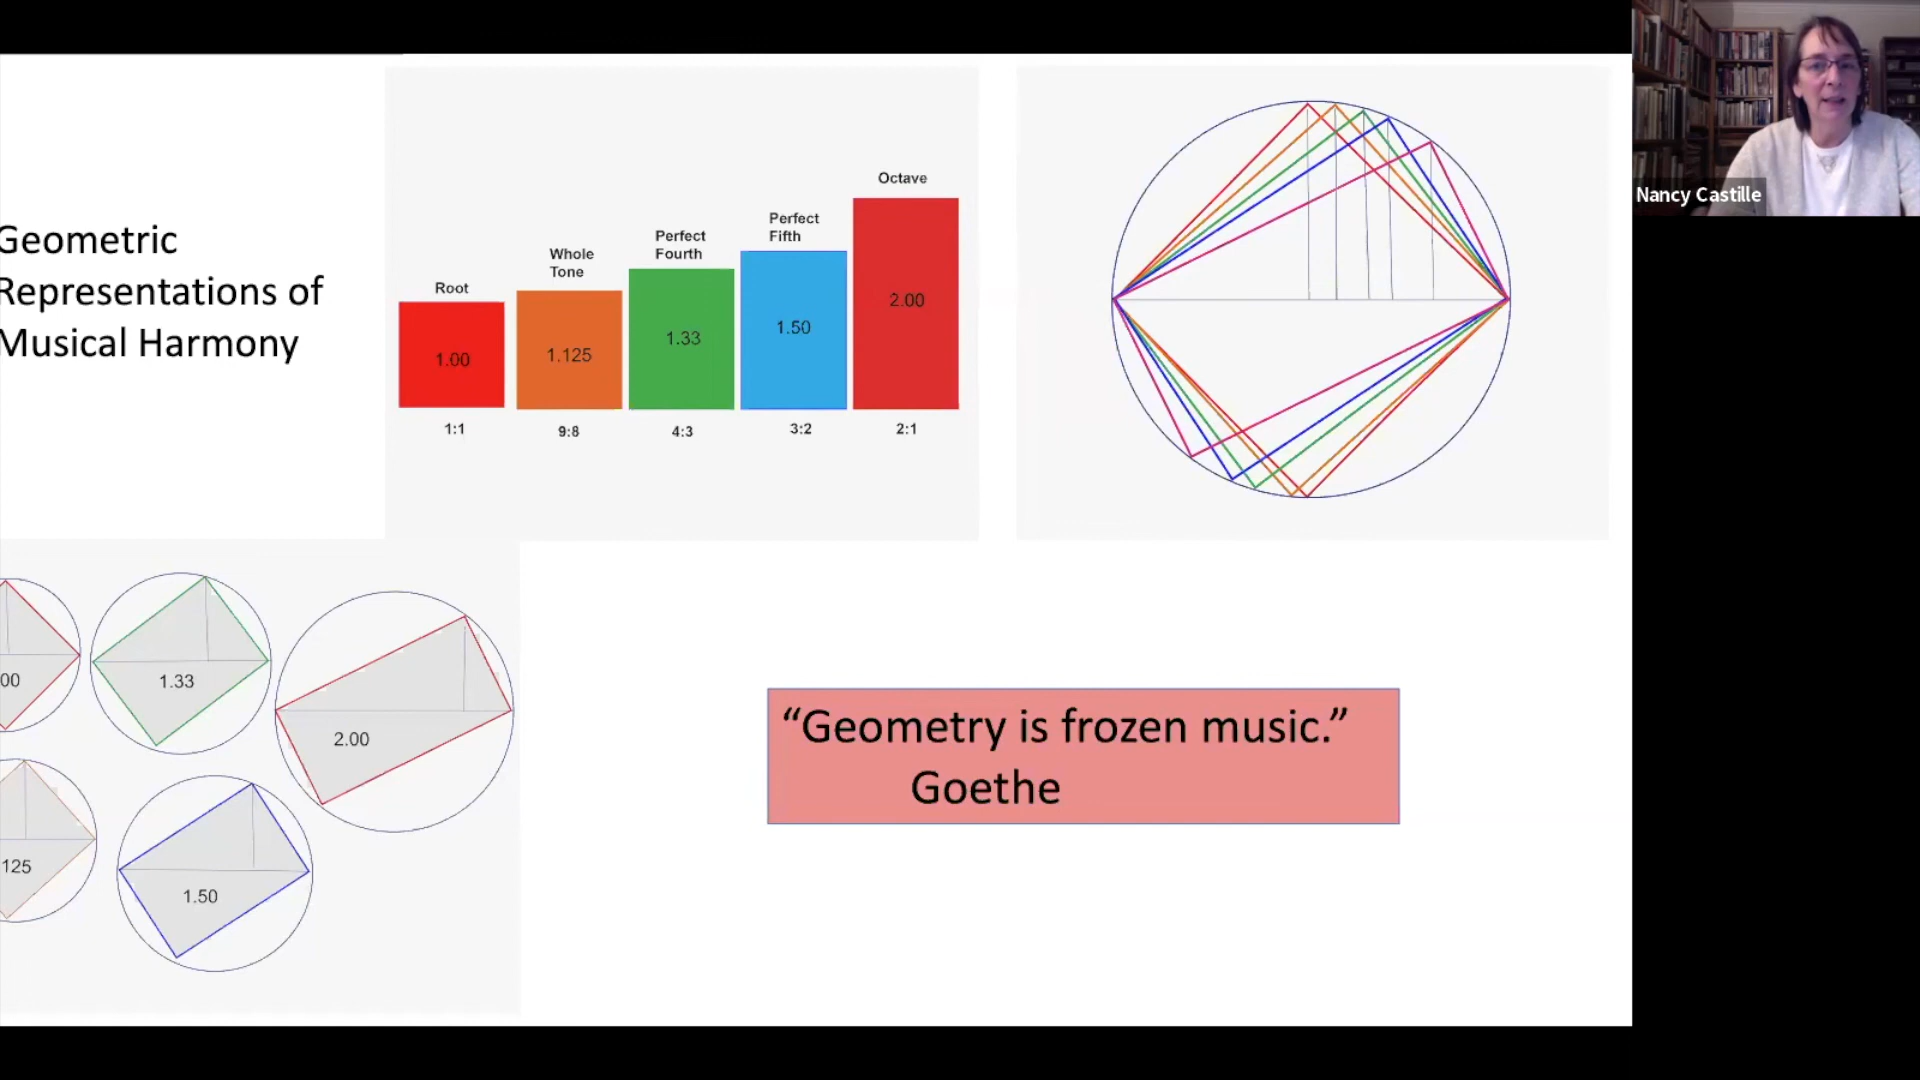 Geometric
Representations of
Musical Harmony
Root
Whole
Tone
Perfect
Fourth
Perfect
Fifth
Octave
1.00
1.125
1.33
1.50
2.00
1:1
9:8
4:3
3:2
2:1
Nancy Castille
00
1.33
2.00
125
1.50
“Geometry is frozen music.”
Goethe